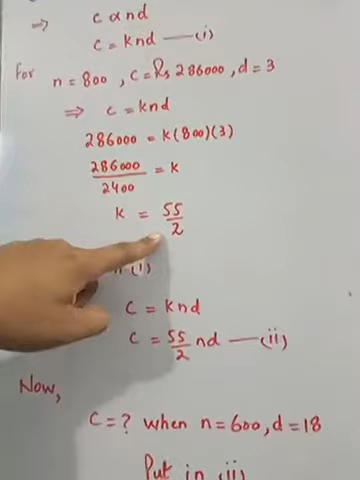 ⇒ c ∝ nd
c = knd —(i)
For n = 800 , c = Rs 286000 , d = 3
⇒ c = knd
286000 = k(800)(3)
286000/2400 = k
k = 55/2
(i)
c = knd
c = 55/2 nd —(ii)
Now,
c = ? when n = 600, d = 18
Put in (ii)